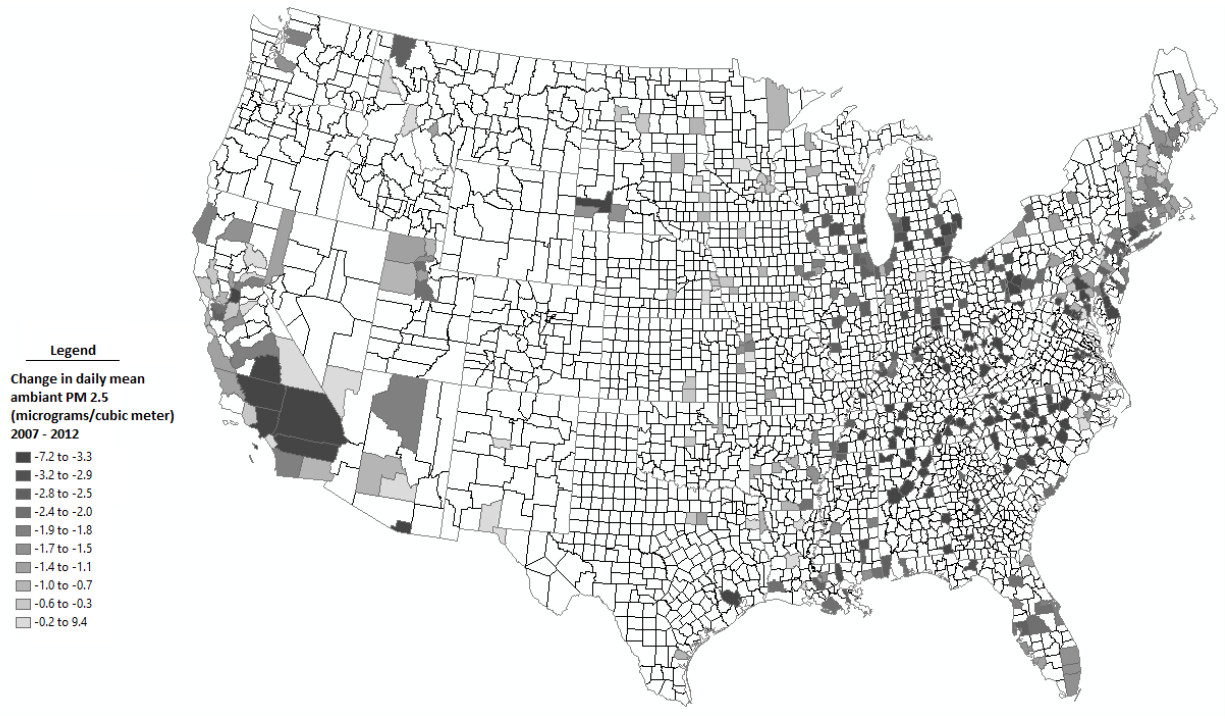 Legend
Change in daily mean
ambiant PM 2.5
(micrograms/cubic meter)
2007 - 2012
-7.2 to -3.3
-3.2 to -2.9
-2.8 to -2.5
-2.4 to -2.0
-1.9 to -1.8
-1.7 to -1.5
-1.4 to -1.1
-1.0 to -0.7
-0.6 to -0.3
-0.2 to 9.4